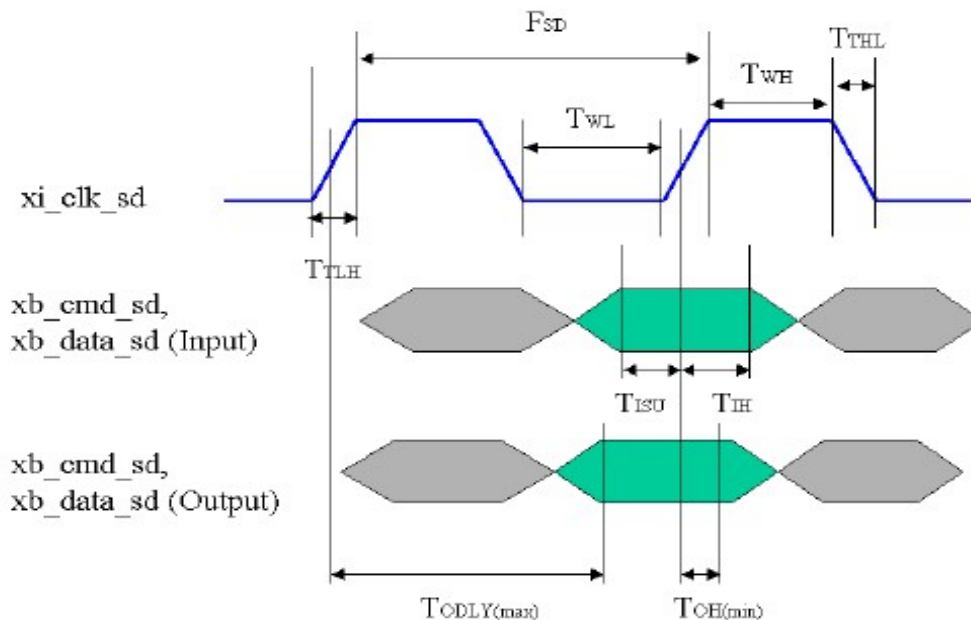 FSD
TTHL
TWH
TWL
xi_clk_sd
TTLH
xb_cmd_sd,
xb_data_sd (Input)
TISU
TIH
xb_cmd_sd,
xb_data_sd (Output)
TODLY(max)
TOH(min)